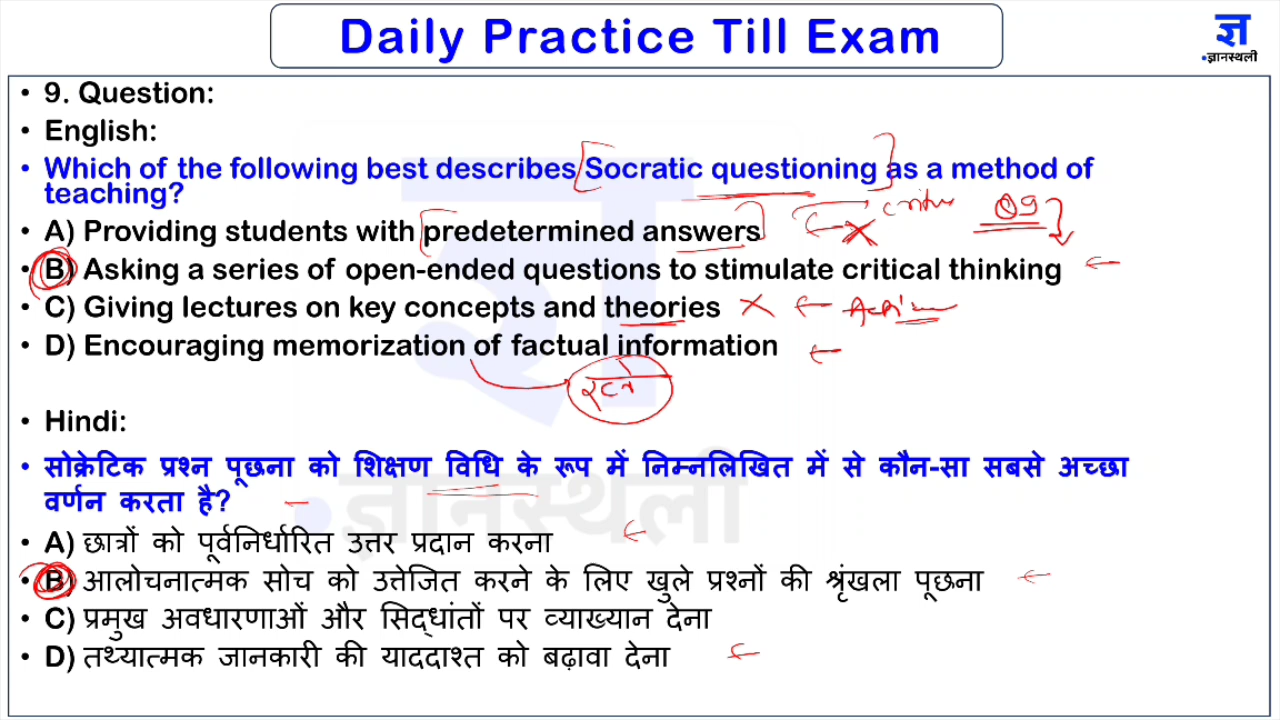 Daily Practice Till Exam
ज्ञ
ज्ञानस्थली
• 9. Question:
• English:
• Which of the following best describes Socratic questioning as a method of
teaching?
• A) Providing students with predetermined answers
• B) Asking a series of open-ended questions to stimulate critical thinking
• C) Giving lectures on key concepts and theories
• D) Encouraging memorization of factual information
• Hindi:
• सोक्रेटिक प्रश्न पूछना को शिक्षण विधि के रूप में निम्नलिखित में से कौन-सा सबसे अच्छा
वर्णन करता है?
• A) छात्रों को पूर्वनिर्धारित उत्तर प्रदान करना
• B) आलोचनात्मक सोच को उत्तेजित करने के लिए खुले प्रश्नों की श्रृंखला पूछना
• C) प्रमुख अवधारणाओं और सिद्धांतों पर व्याख्यान देना
• D) तथ्यात्मक जानकारी की याददाश्त को बढ़ावा देना